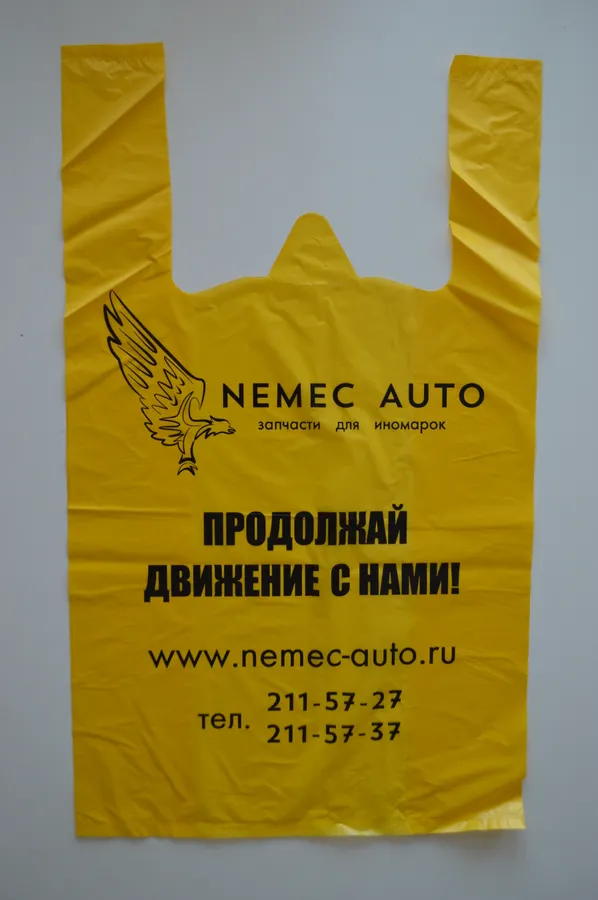 NEMEC AUTO
запчасти для иномарок
ПРОДОЛЖАЙ
ДВИЖЕНИЕ С НАМИ!
www.nemec-auto.ru
тел. 211-57-27
211-57-37